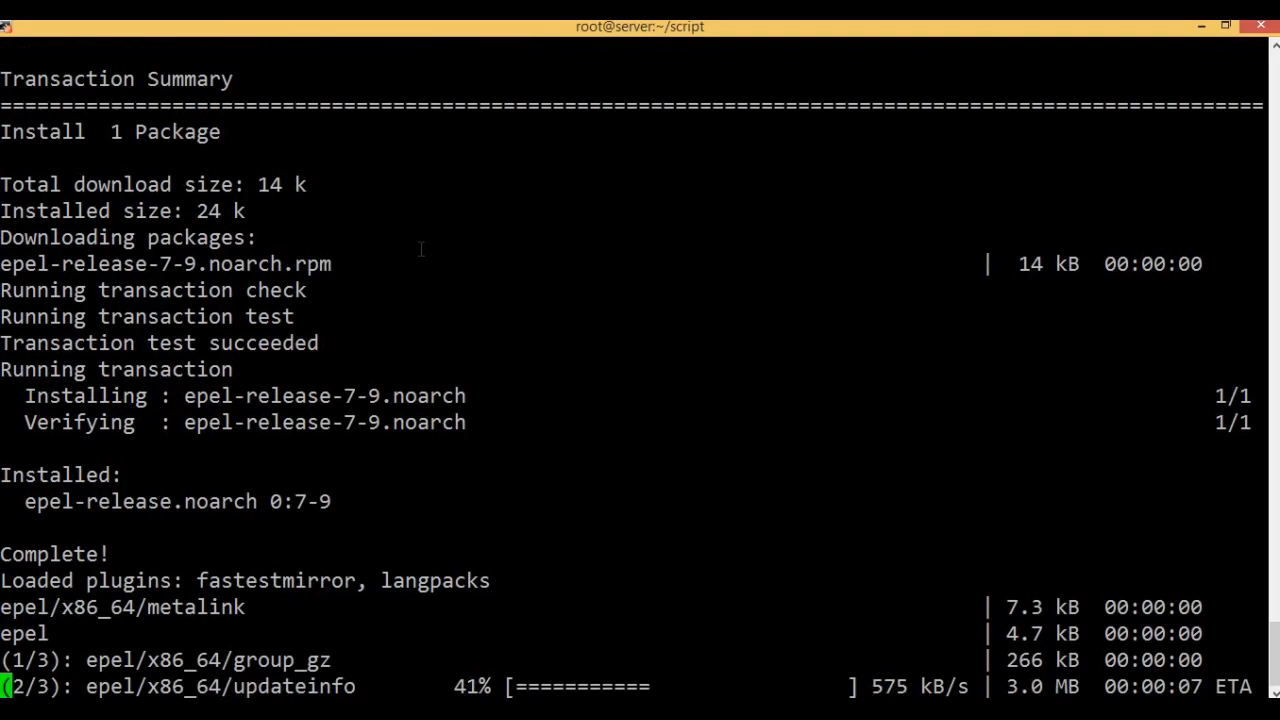 root@server:~/script
Transaction Summary
=======================================================================================================
Install  1 Package
Total download size: 14 k
Installed size: 24 k
Downloading packages:
epel-release-7-9.noarch.rpm | 14 kB 00:00:00
Running transaction check
Running transaction test
Transaction test succeeded
Running transaction
Installing : epel-release-7-9.noarch 1/1
Verifying  : epel-release-7-9.noarch 1/1
Installed:
epel-release.noarch 0:7-9
Complete!
Loaded plugins: fastestmirror, langpacks
epel/x86_64/metalink | 7.3 kB 00:00:00
epel | 4.7 kB 00:00:00
(1/3): epel/x86_64/group_gz | 266 kB 00:00:00
(2/3): epel/x86_64/updateinfo 41% [=========== ] 575 kB/s | 3.0 MB 00:00:07 ETA